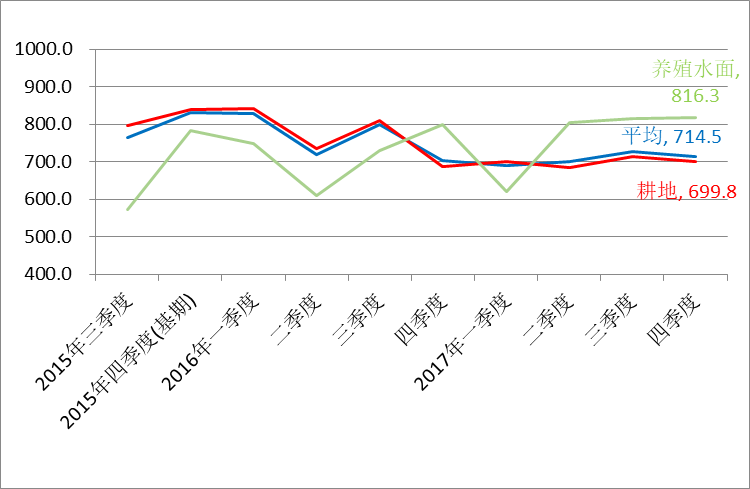 1000.0
900.0
800.0
700.0
600.0
500.0
400.0
养殖水面,
816.3
平均, 714.5
耕地, 699.8
2015年三季度
2015年四季度(基期)
2016年一季度
二季度
三季度
四季度
2017年一季度
二季度
三季度
四季度